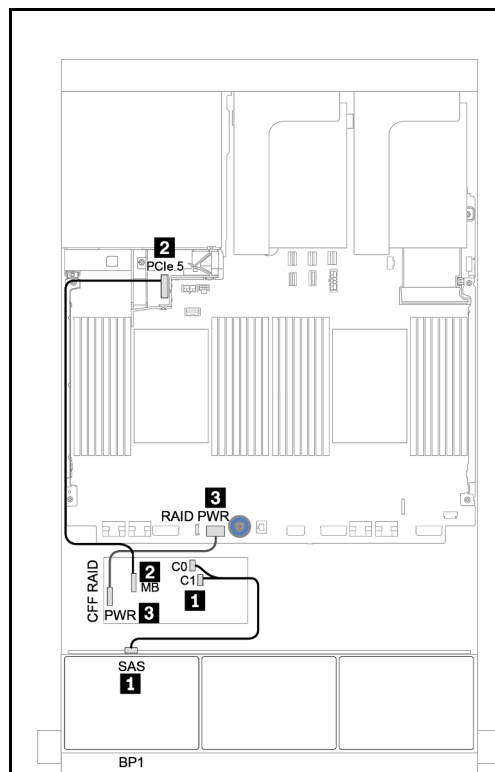 2
PCIe 5
3
RAID PWR
CFF RAID
2
MB
PWR 3
C0
C1
1
SAS
1
BP1